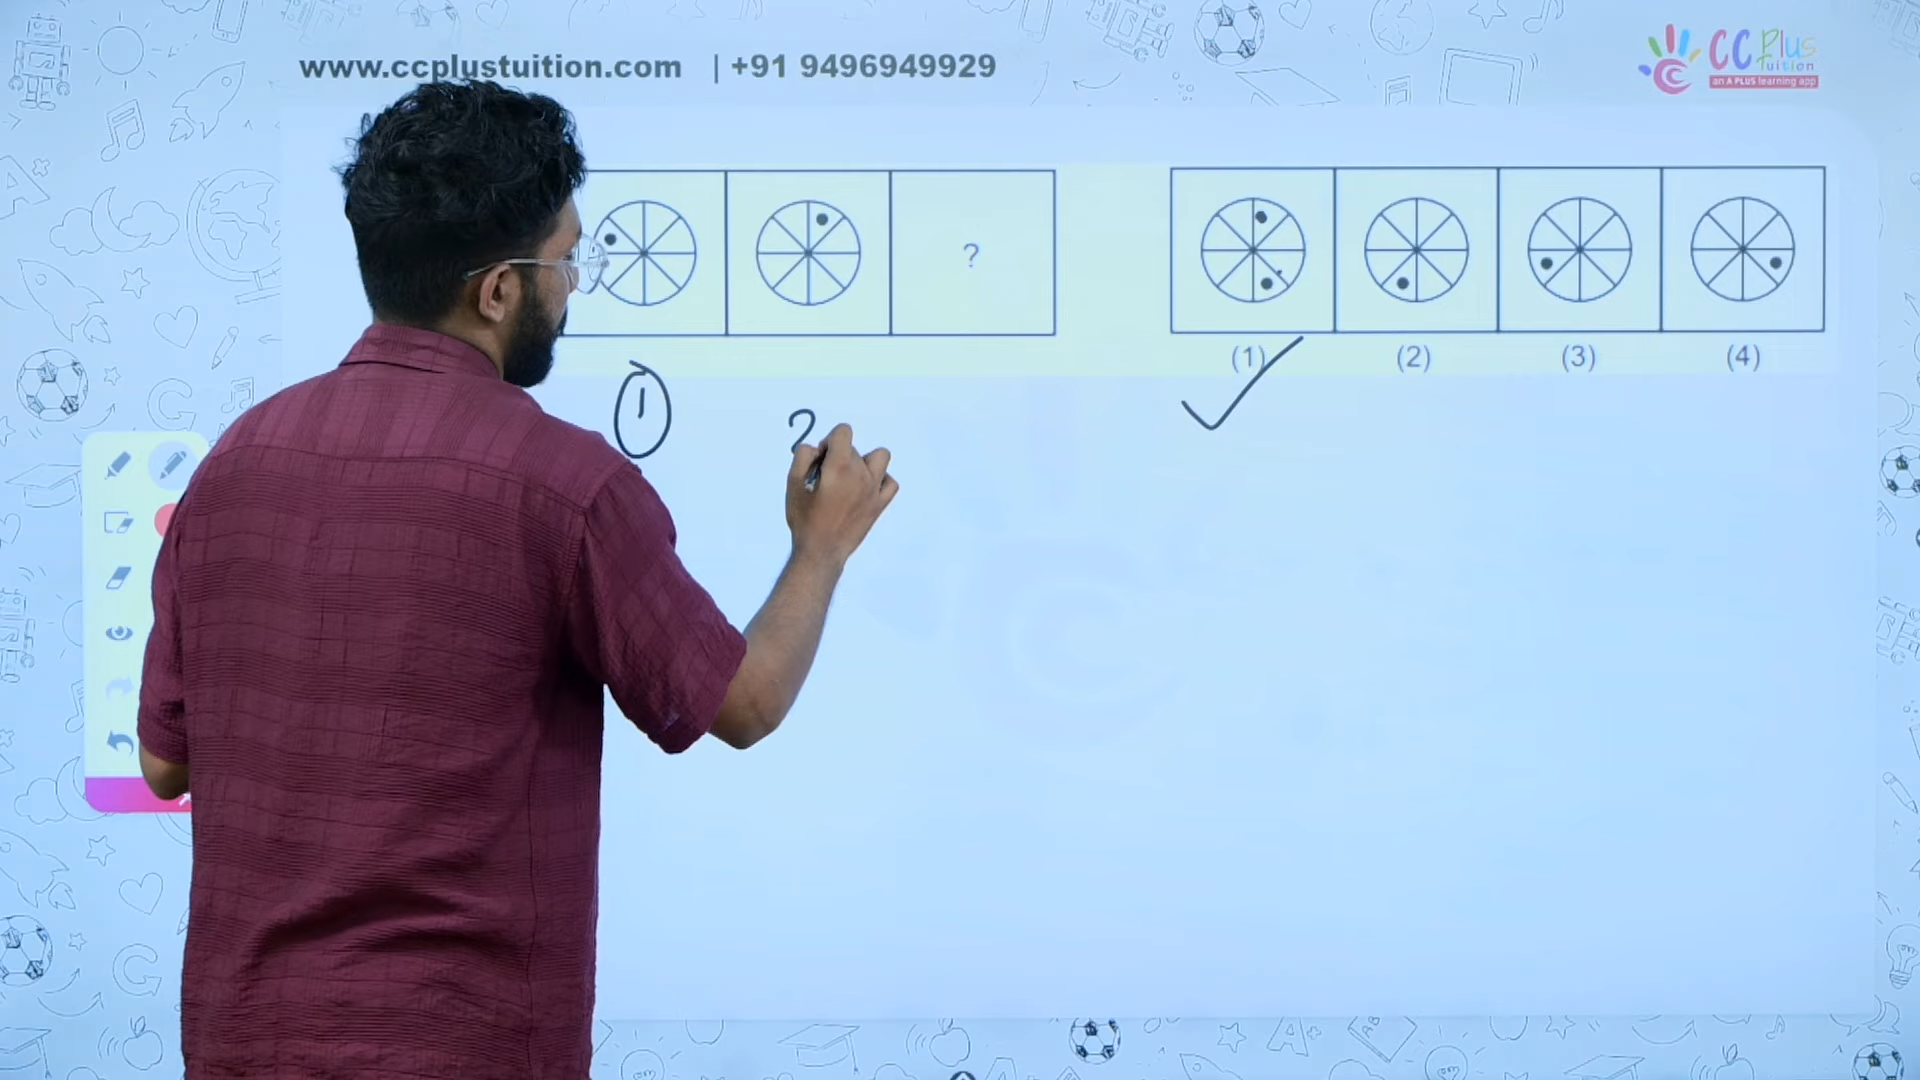 www.ccplustuition.com | +91 9496949929
CC Plus
Tuition
an A PLUS learning app
?
(1) (2) (3) (4)
1 2